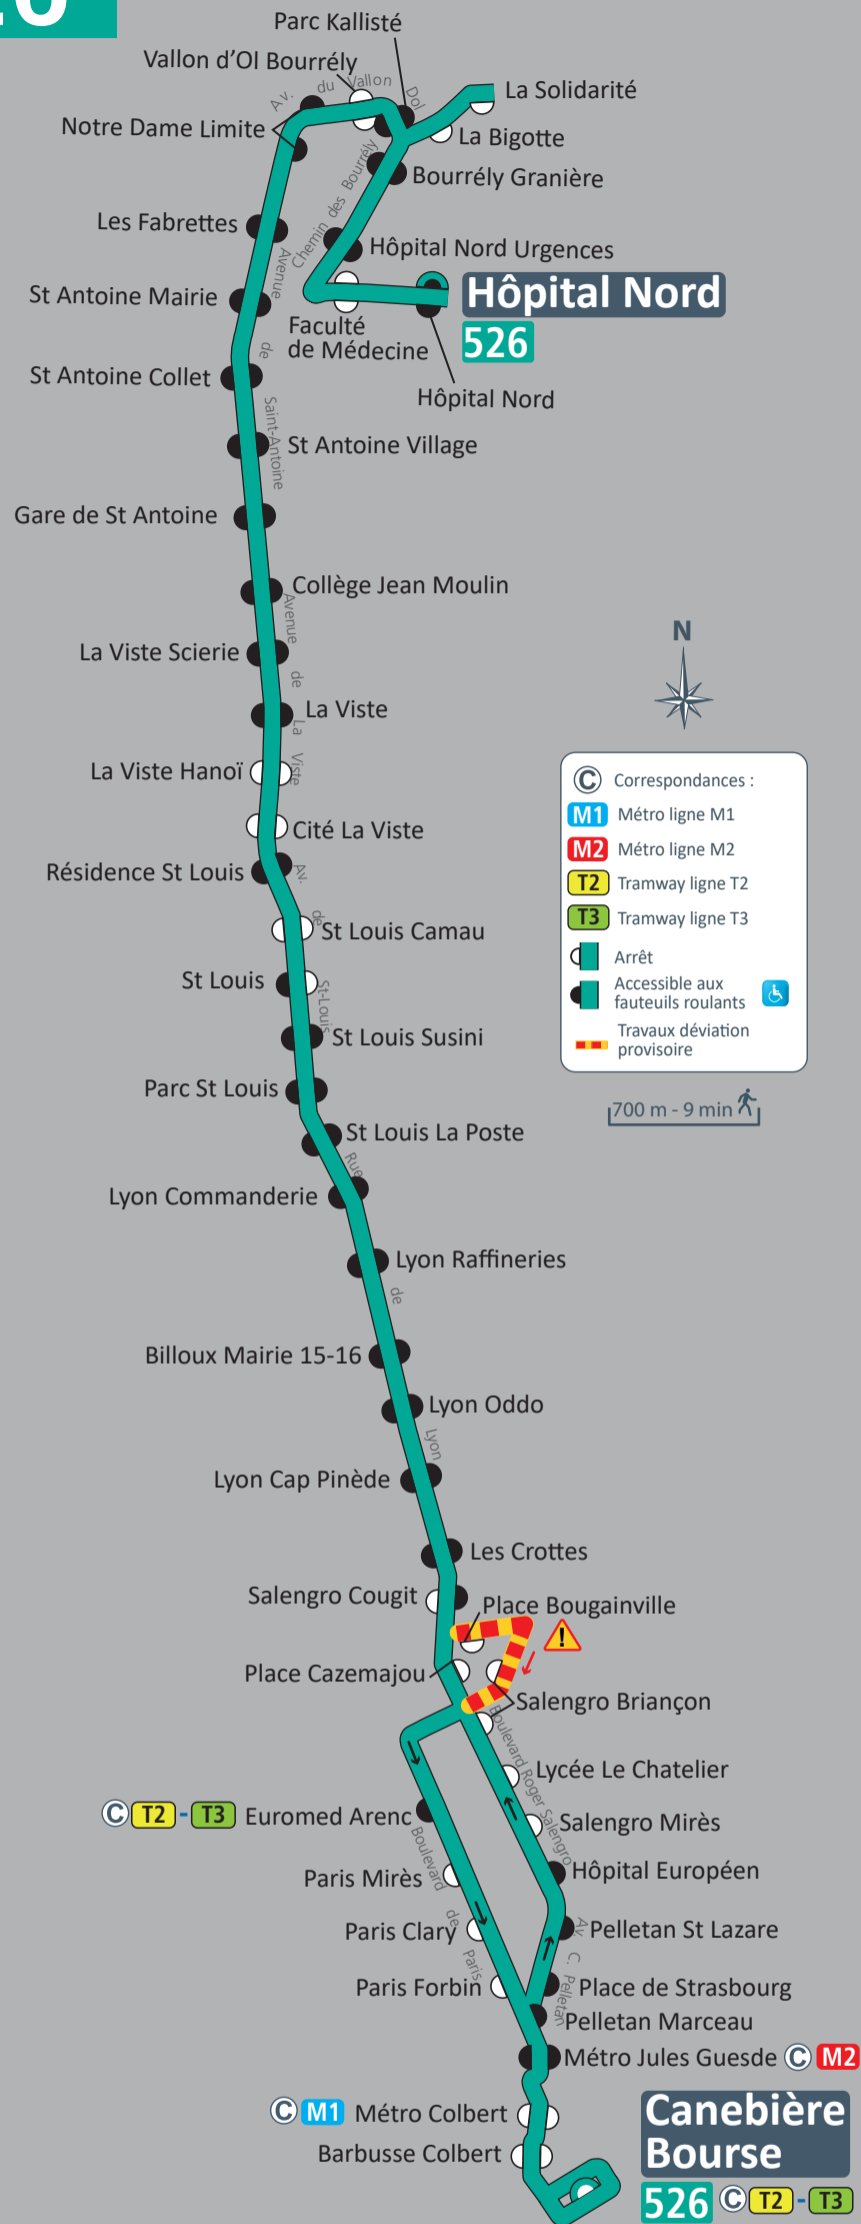 Parc Kallisté
Vallon d'Ol Bourrély
Av. du Vallon Dol
La Solidarité
Notre Dame Limite
La Bigotte
Chemin des Bourrély
Bourrély Granière
Les Fabrettes
Hôpital Nord Urgences
St Antoine Mairie
Hôpital Nord
526
Faculté
de Médecine
Hôpital Nord
Avenue de Saint-Antoine
St Antoine Collet
St Antoine Village
Gare de St Antoine
Collège Jean Moulin
Avenue de La Viste
La Viste Scierie
La Viste
La Viste Hanoï
Cité La Viste
Résidence St Louis
Av. de St-Louis
St Louis Camau
St Louis
St Louis Susini
Parc St Louis
St Louis La Poste
Rue de Lyon
Lyon Commanderie
Lyon Raffineries
Billoux Mairie 15-16
Lyon Oddo
Lyon Cap Pinède
Les Crottes
Salengro Cougit
Place Bougainville
!
Place Cazemajou
Salengro Briançon
Boulevard Roger Salengro
Lycée Le Chatelier
C T2 - T3 Euromed Arenc
Salengro Mirès
Boulevard de Paris
Paris Mirès
Hôpital Européen
Paris Clary
Pelletan St Lazare
Av. C. Pelletan
Paris Forbin
Place de Strasbourg
Pelletan Marceau
Métro Jules Guesde C M2
C M1 Métro Colbert
Barbusse Colbert
Canebière
Bourse
526 C T2 - T3
N
C Correspondances :
M1 Métro ligne M1
M2 Métro ligne M2
T2 Tramway ligne T2
T3 Tramway ligne T3
Arrêt
Accessible aux
fauteuils roulants
Travaux déviation
provisoire
700 m - 9 min